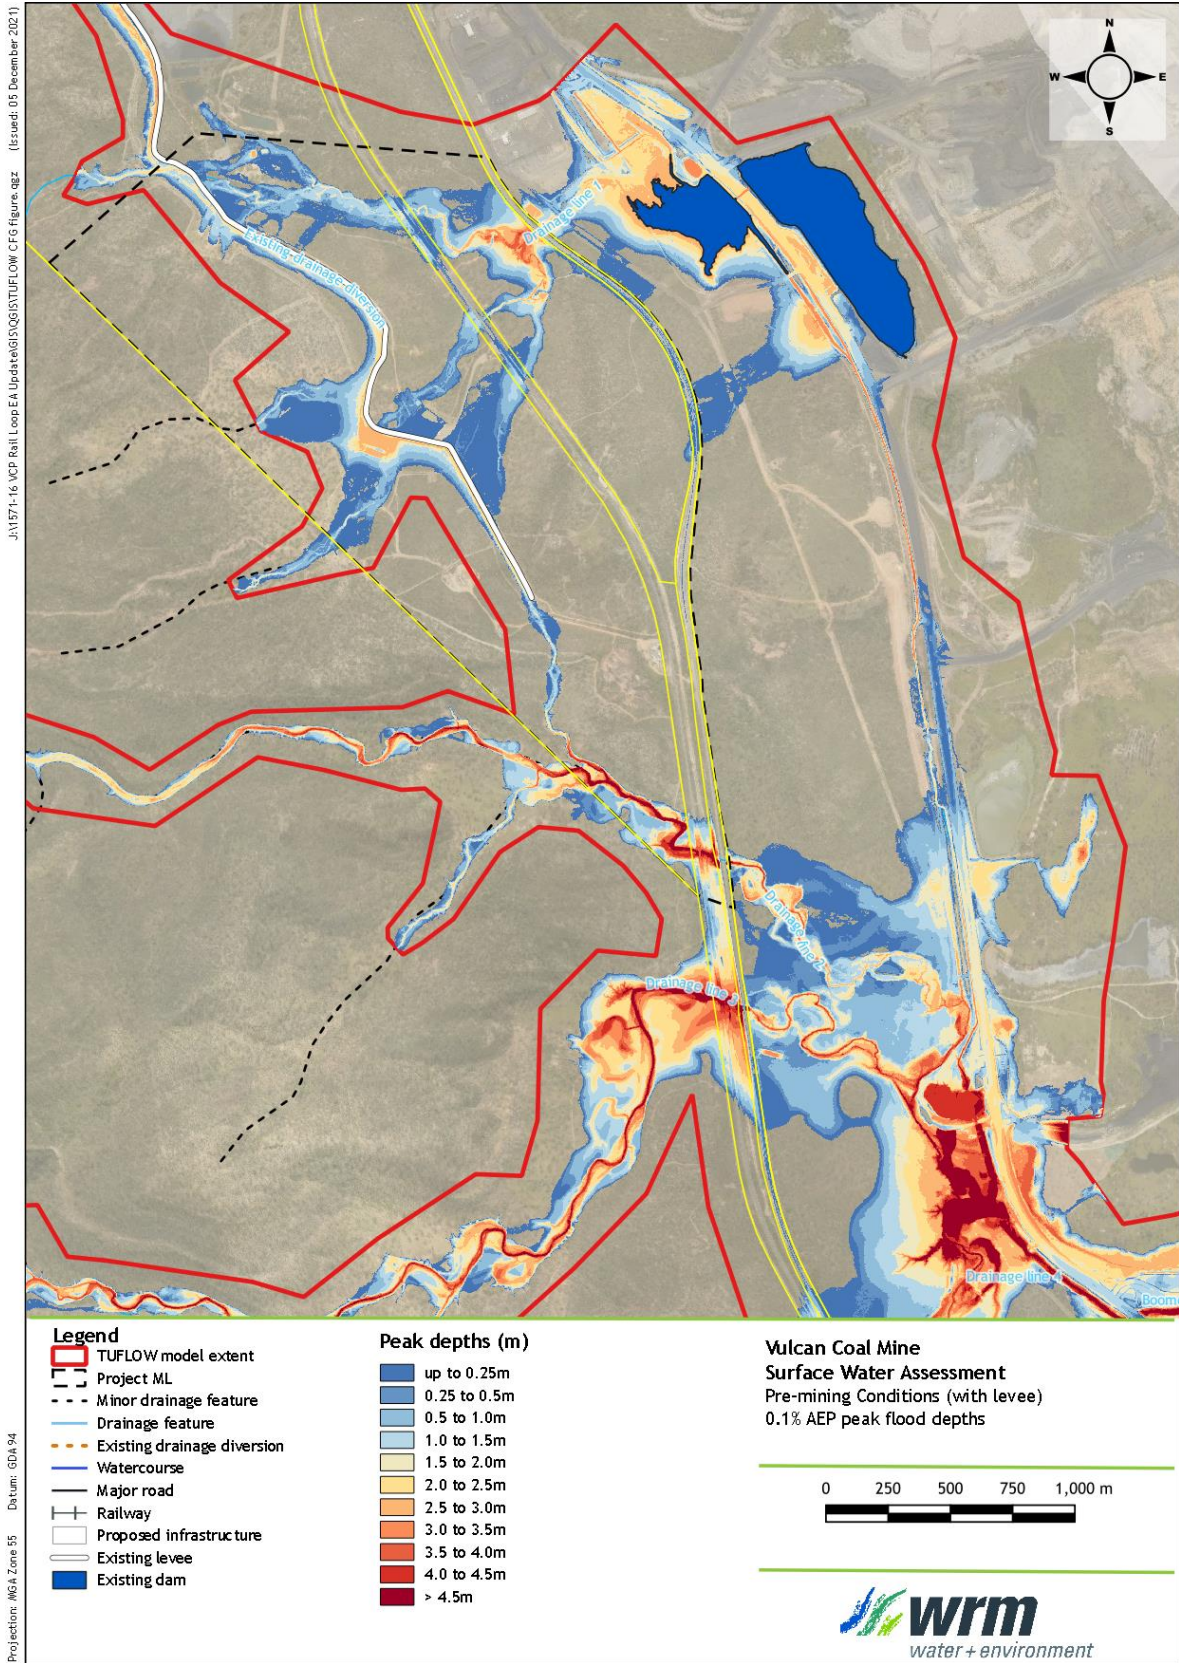 J:\1571-16 VCP Rail Loop EA Update\GIS\QGIS\TUFLOW CFG figure.qgz (Issued: 05 December 2021)
N
W E
S
Drainage line 1
Existing drainage diversion
Drainage line 2
Drainage line 3
Drainage line 4
Boome
Projection: MGA Zone 55 Datum: GDA 94
Legend
TUFLOW model extent
Project ML
Minor drainage feature
Drainage feature
Existing drainage diversion
Watercourse
Major road
Railway
Proposed infrastructure
Existing levee
Existing dam
Peak depths (m)
up to 0.25m
0.25 to 0.5m
0.5 to 1.0m
1.0 to 1.5m
1.5 to 2.0m
2.0 to 2.5m
2.5 to 3.0m
3.0 to 3.5m
3.5 to 4.0m
4.0 to 4.5m
> 4.5m
Vulcan Coal Mine
Surface Water Assessment
Pre-mining Conditions (with levee)
0.1% AEP peak flood depths
0 250 500 750 1,000 m
wrm
water + environment